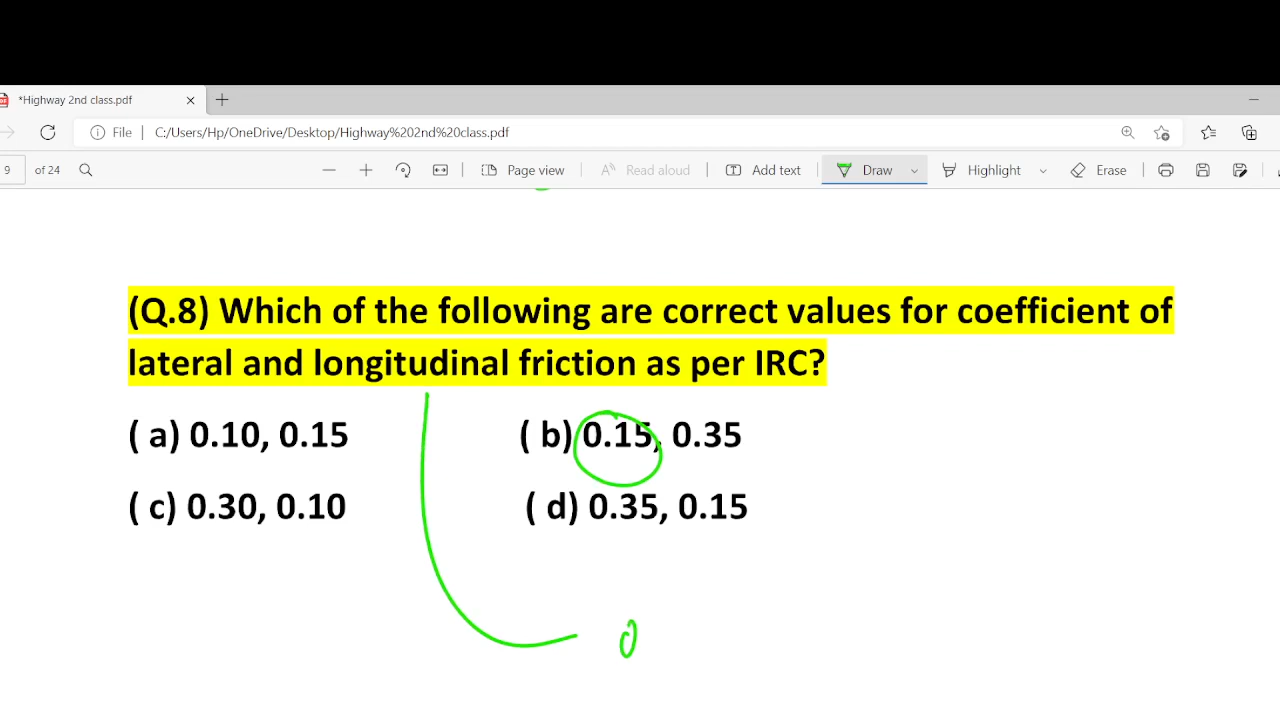 *Highway 2nd class.pdf
File C:/Users/Hp/OneDrive/Desktop/Highway%202nd%20class.pdf
9 of 24 Page view Read aloud Add text Draw Highlight Erase
(Q.8) Which of the following are correct values for coefficient of
lateral and longitudinal friction as per IRC?
( a) 0.10, 0.15 ( b) 0.15, 0.35
( c) 0.30, 0.10 ( d) 0.35, 0.15
0